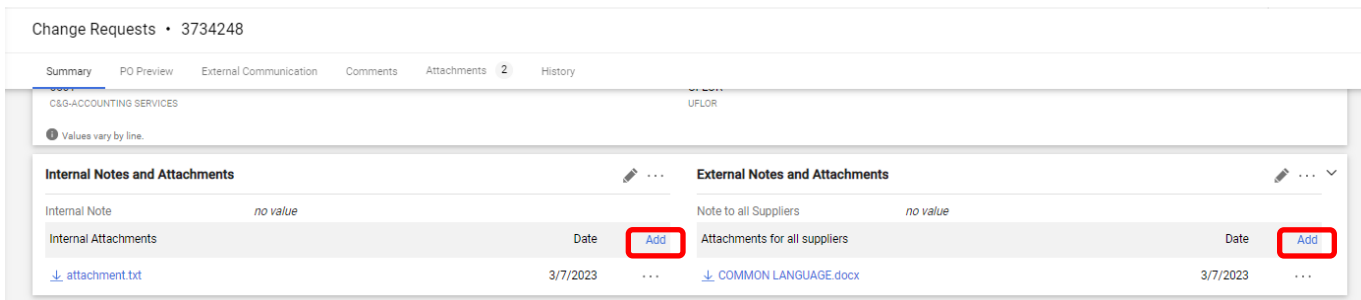 Change Requests • 3734248
Summary PO Preview External Communication Comments Attachments 2 History
C&G-ACCOUNTING SERVICES UFLOR
Values vary by line.
Internal Notes and Attachments ... External Notes and Attachments ...
Internal Note no value Note to all Suppliers no value
Internal Attachments Date Add Attachments for all suppliers Date Add
attachment.txt 3/7/2023 ... COMMON LANGUAGE.docx 3/7/2023 ...